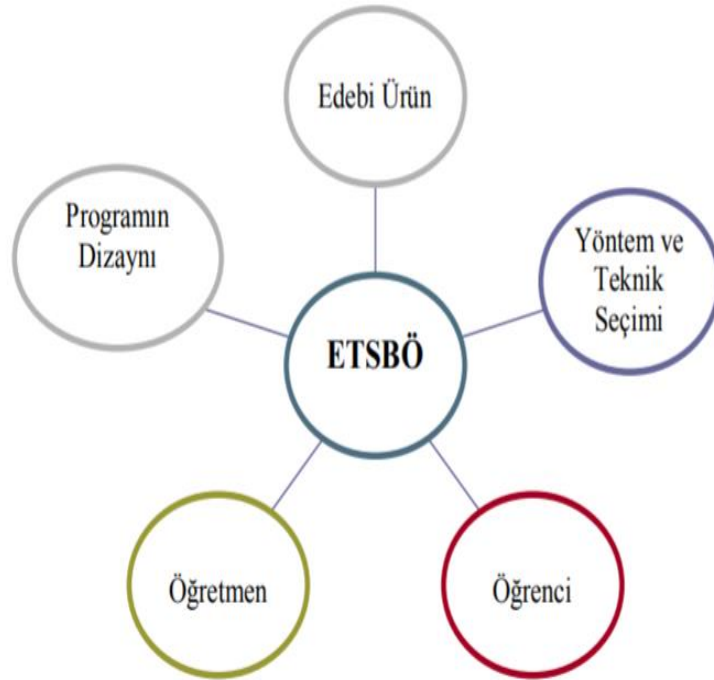 Edebi Ürün
Programın
Dizaynı
Yöntem ve
Teknik
Seçimi
ETSBÖ
Öğretmen
Öğrenci